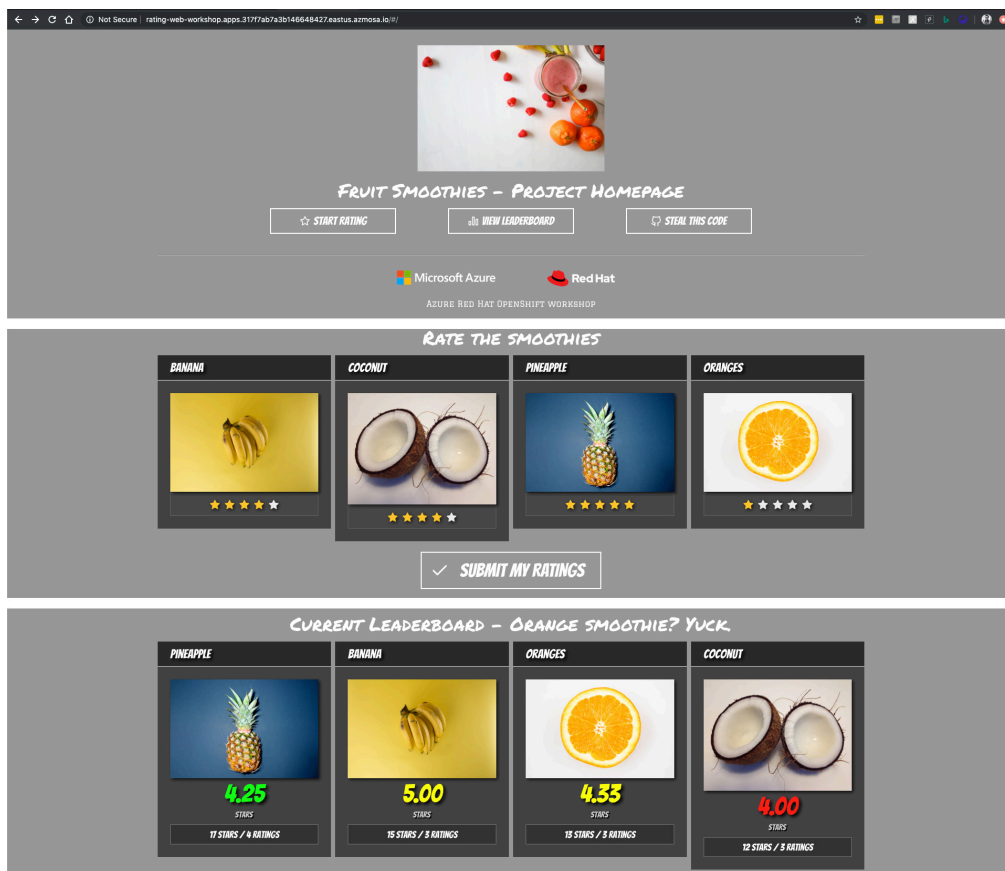 Not Secure | rating-web-workshop.apps.317f7ab7a3b146648427.eastus.azmosa.io/#/
Fruit Smoothies - Project Homepage
START RATING VIEW LEADERBOARD STEAL THIS CODE
Microsoft Azure Red Hat
Azure Red Hat OpenShift workshop
Rate the smoothies
BANANA COCONUT PINEAPPLE ORANGES
SUBMIT MY RATINGS
Current Leaderboard - Orange smoothie? Yuck.
PINEAPPLE BANANA ORANGES COCONUT
4.25 5.00 4.33 4.00
STARS STARS STARS STARS
17 STARS / 4 RATINGS 15 STARS / 3 RATINGS 13 STARS / 3 RATINGS 12 STARS / 3 RATINGS